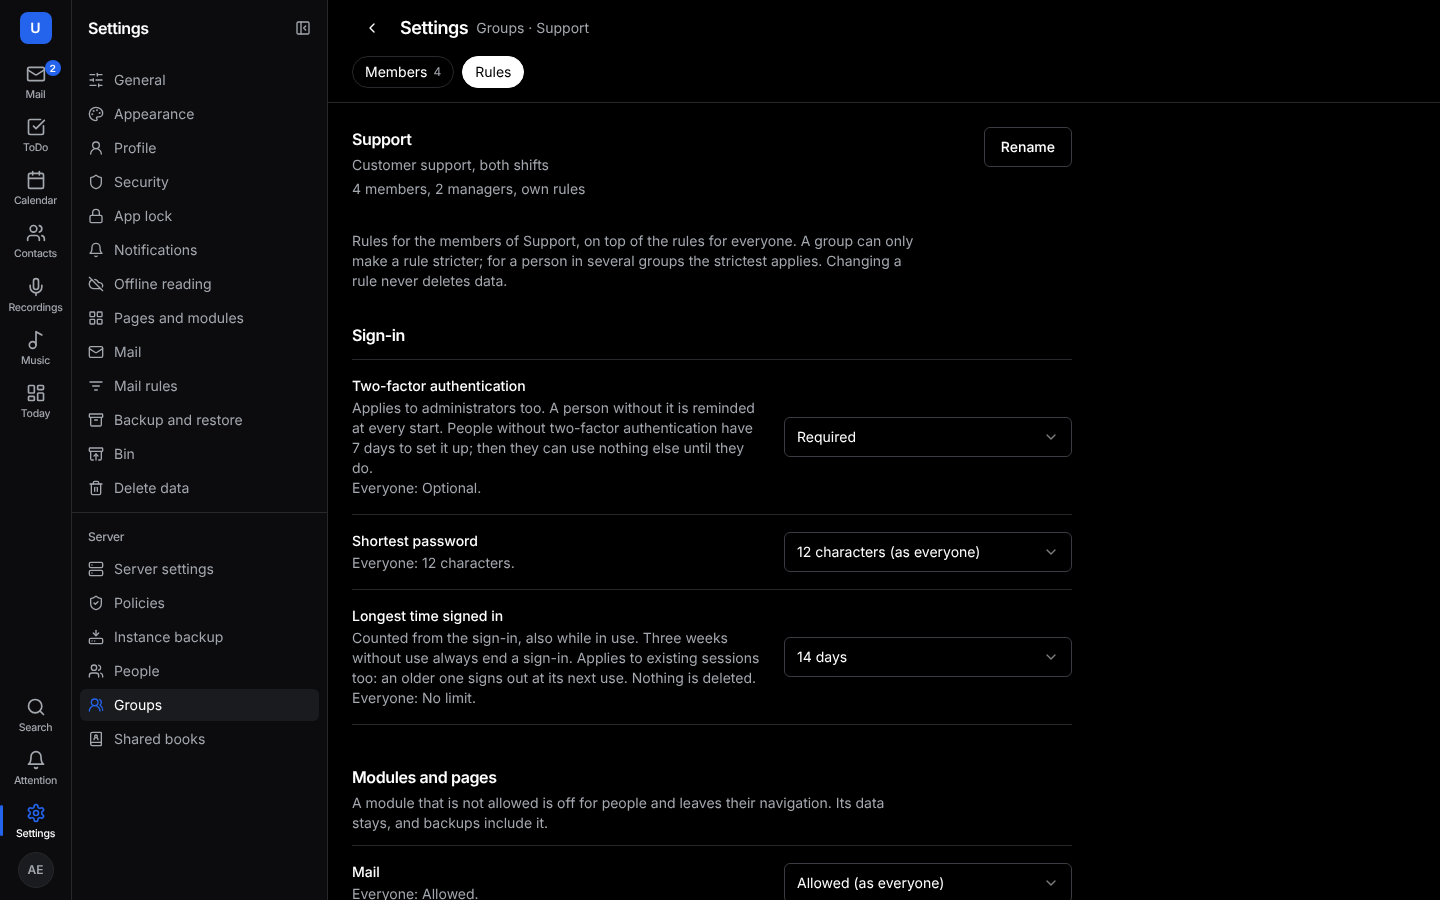 U
2
Mail
ToDo
Calendar
Contacts
Recordings
Music
Today
Search
Attention
Settings
AE
Settings
General
Appearance
Profile
Security
App lock
Notifications
Offline reading
Pages and modules
Mail
Mail rules
Backup and restore
Bin
Delete data
Server
Server settings
Policies
Instance backup
People
Groups
Shared books
Settings Groups · Support
Members 4
Rules
Support
Customer support, both shifts
4 members, 2 managers, own rules
Rename
Rules for the members of Support, on top of the rules for everyone. A group can only
make a rule stricter; for a person in several groups the strictest applies. Changing a
rule never deletes data.
Sign-in
Two-factor authentication
Applies to administrators too. A person without it is reminded
at every start. People without two-factor authentication have
7 days to set it up; then they can use nothing else until they
do.
Everyone: Optional.
Required
Shortest password
Everyone: 12 characters.
12 characters (as everyone)
Longest time signed in
Counted from the sign-in, also while in use. Three weeks
without use always end a sign-in. Applies to existing sessions
too: an older one signs out at its next use. Nothing is deleted.
Everyone: No limit.
14 days
Modules and pages
A module that is not allowed is off for people and leaves their navigation. Its data
stays, and backups include it.
Mail
Everyone: Allowed.
Allowed (as everyone)